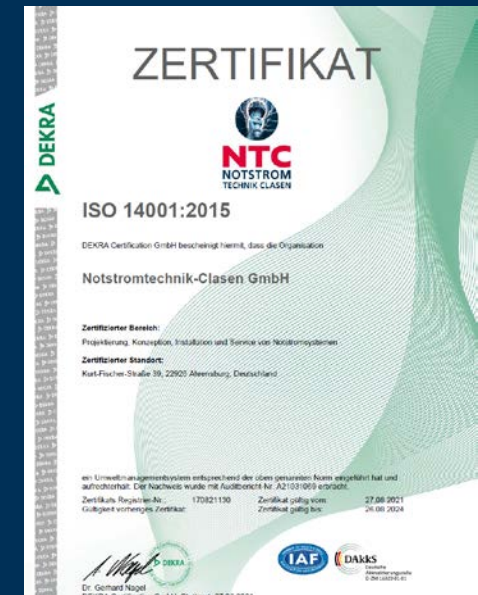 DEKRA
ZERTIFIKAT
NTC
NOTSTROM
TECHNIK CLASEN
ISO 14001:2015
DEKRA Certification GmbH bescheinigt hiermit, dass die Organisation
Notstromtechnik-Clasen GmbH
Zertifizierter Bereich:
Projektierung, Konzeption, Installation und Service von Notstromsystemen
Zertifizierter Standort:
Kurt-Fischer-Straße 39, 22926 Ahrensburg, Deutschland
ein Umweltmanagementsystem entsprechend der oben genannten Norm eingeführt hat und
aufrechterhält. Der Nachweis wurde mit Auditbericht-Nr. A21031069 erbracht.
Zertifikats Registrier-Nr.: 170821130 Zertifikat gültig vom: 27.08.2021
Gültigkeit vorheriges Zertifikat: Zertifikat gültig bis: 26.08.2024
DEKRA
IAF
DAkkS
Deutsche
Akkreditierungsstelle
Dr. Gerhard Nagel